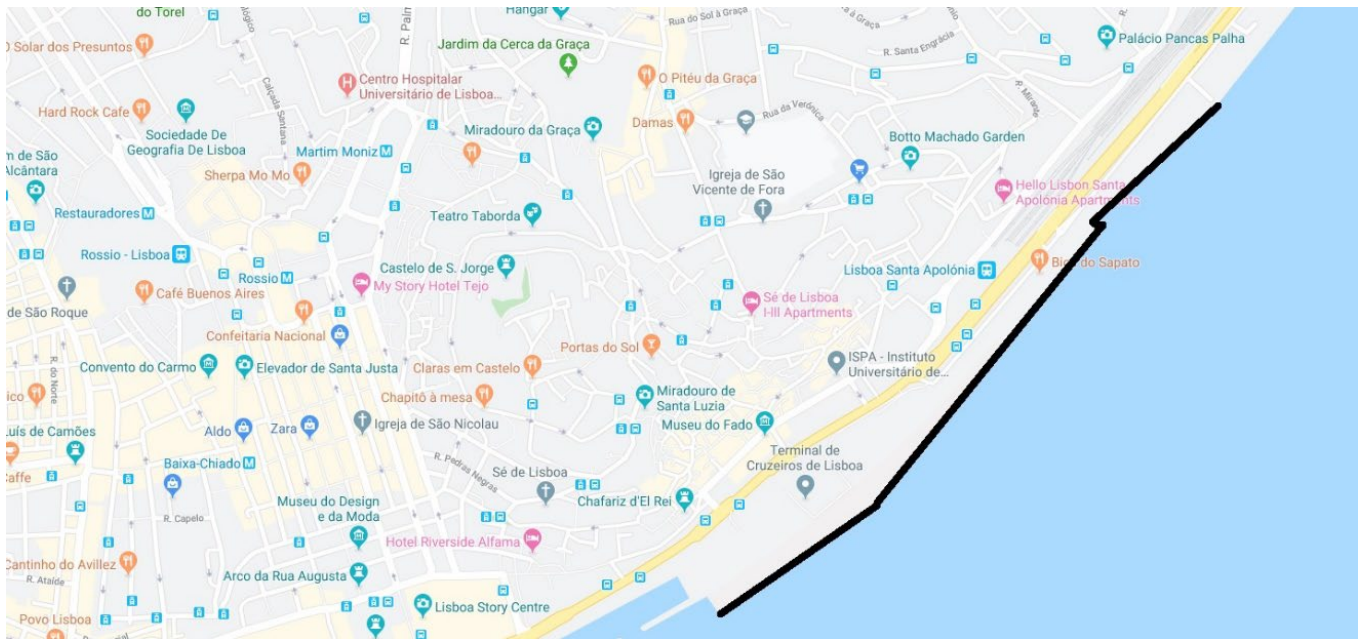 do Torel
Hangar
Rua do Sol à Graça
Solar dos Presuntos
R. Santa Engrácia
Palácio Pancas Palha
Jardim da Cerca da Graça
Centro Hospitalar
Universitário de Lisboa...
O Pitéu da Graça
Calçada Santana
R. Mirante
Hard Rock Cafe
Sociedade De
Geografia De Lisboa
Miradouro da Graça
Damas
Rua da Verónica
Botto Machado Garden
Martim Moniz
Sherpa Mo Mo
Igreja de São
Vicente de Fora
Hello Lisbon Santa
Apolónia Apartments
Restauradores
Teatro Taborda
Rossio - Lisboa
Rossio
Castelo de S. Jorge
My Story Hotel Tejo
Lisboa Santa Apolónia
Café Buenos Aires
de São Roque
Sé de Lisboa
I-III Apartments
Confeitaria Nacional
Portas do Sol
Convento do Carmo
Elevador de Santa Justa
Claras em Castelo
ISPA - Instituto
Universitário de...
R. do Norte
Chapitô à mesa
Miradouro de
Santa Luzia
Museu do Fado
Luís de Camões
Aldo
Zara
Igreja de São Nicolau
Baixa-Chiado
R. Pedras Negras
Sé de Lisboa
Terminal de
Cruzeiros de Lisboa
R. Capelo
Museu do Design
e da Moda
Chafariz d'El Rei
Hotel Riverside Alfama
Cantinho do Avillez
R. Ataíde
Arco da Rua Augusta
Lisboa Story Centre
Povo Lisboa